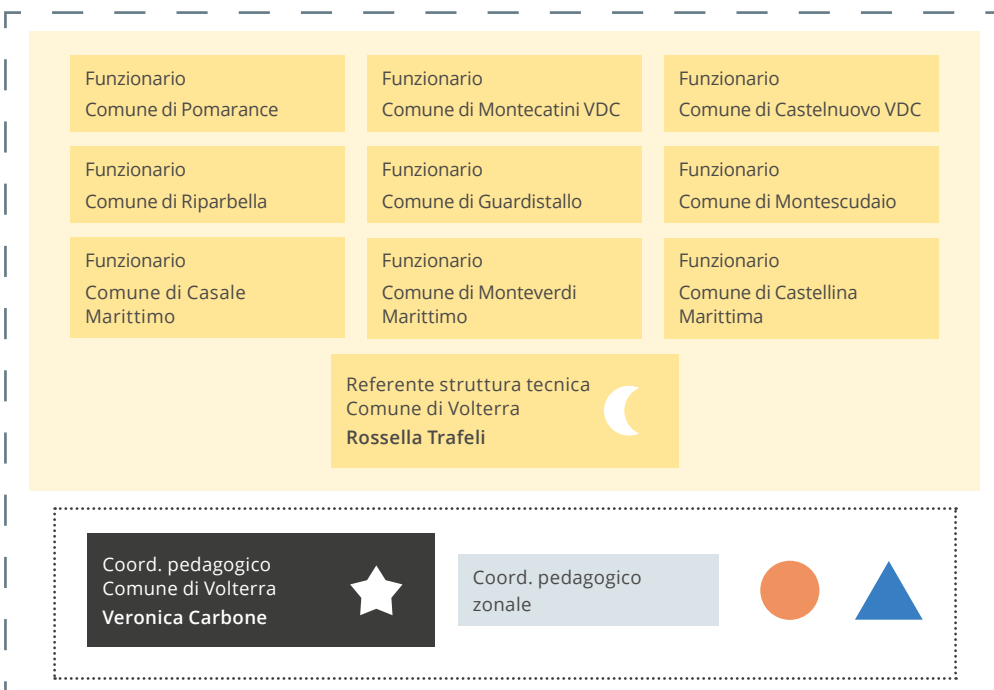 Funzionario
Comune di Pomarance
Funzionario
Comune di Montecatini VDC
Funzionario
Comune di Castelnuovo VDC
Funzionario
Comune di Riparbella
Funzionario
Comune di Guardistallo
Funzionario
Comune di Montescudaio
Funzionario
Comune di Casale
Marittimo
Funzionario
Comune di Monteverdi
Marittimo
Funzionario
Comune di Castellina
Marittima
Referente struttura tecnica
Comune di Volterra
Rossella Trafeli
Coord. pedagogico
Comune di Volterra
Veronica Carbone
Coord. pedagogico
zonale